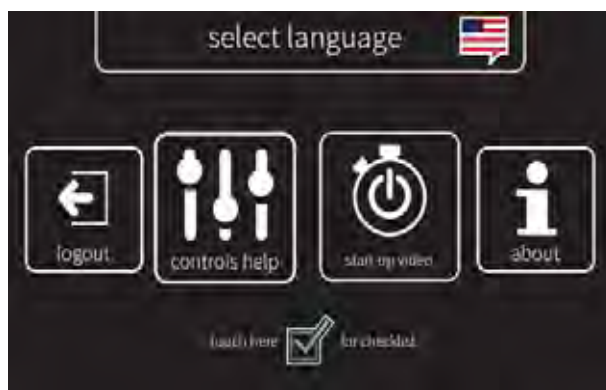 select language
logout
controls help
start-up video
about
touch here for checklist